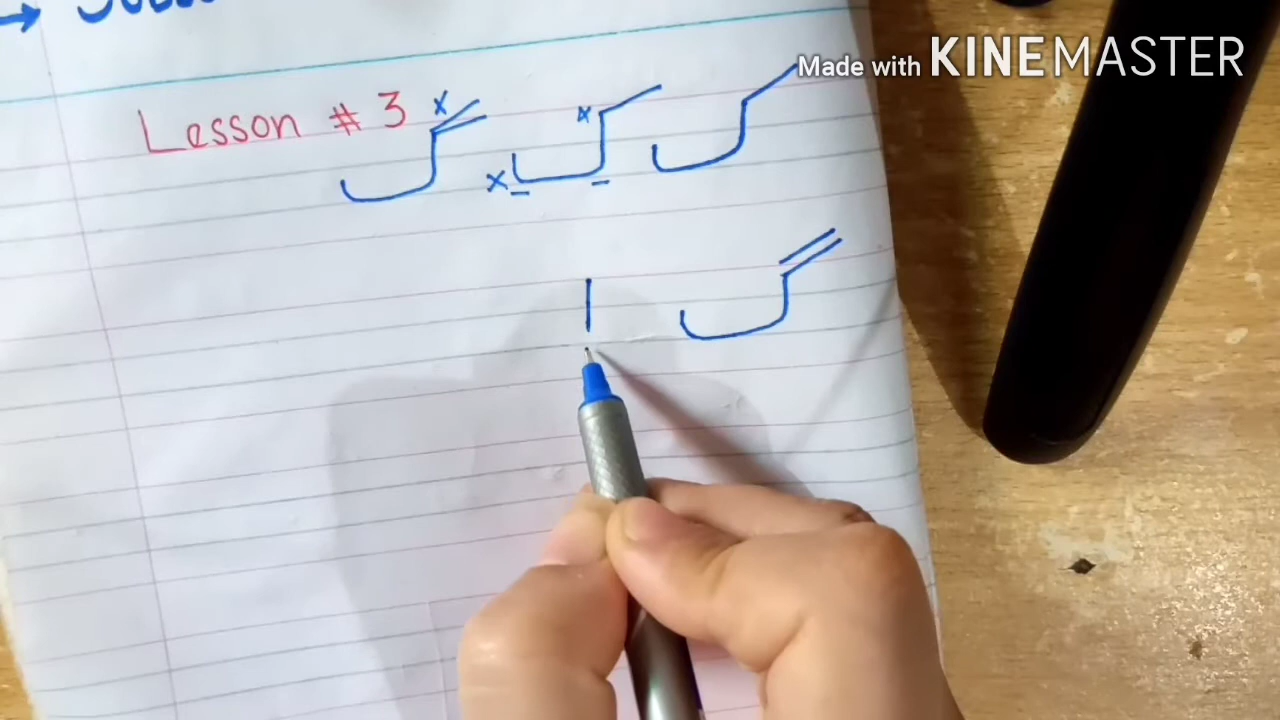 Made with KINEMASTER
Lesson # 3 ک ک گ
گ ا